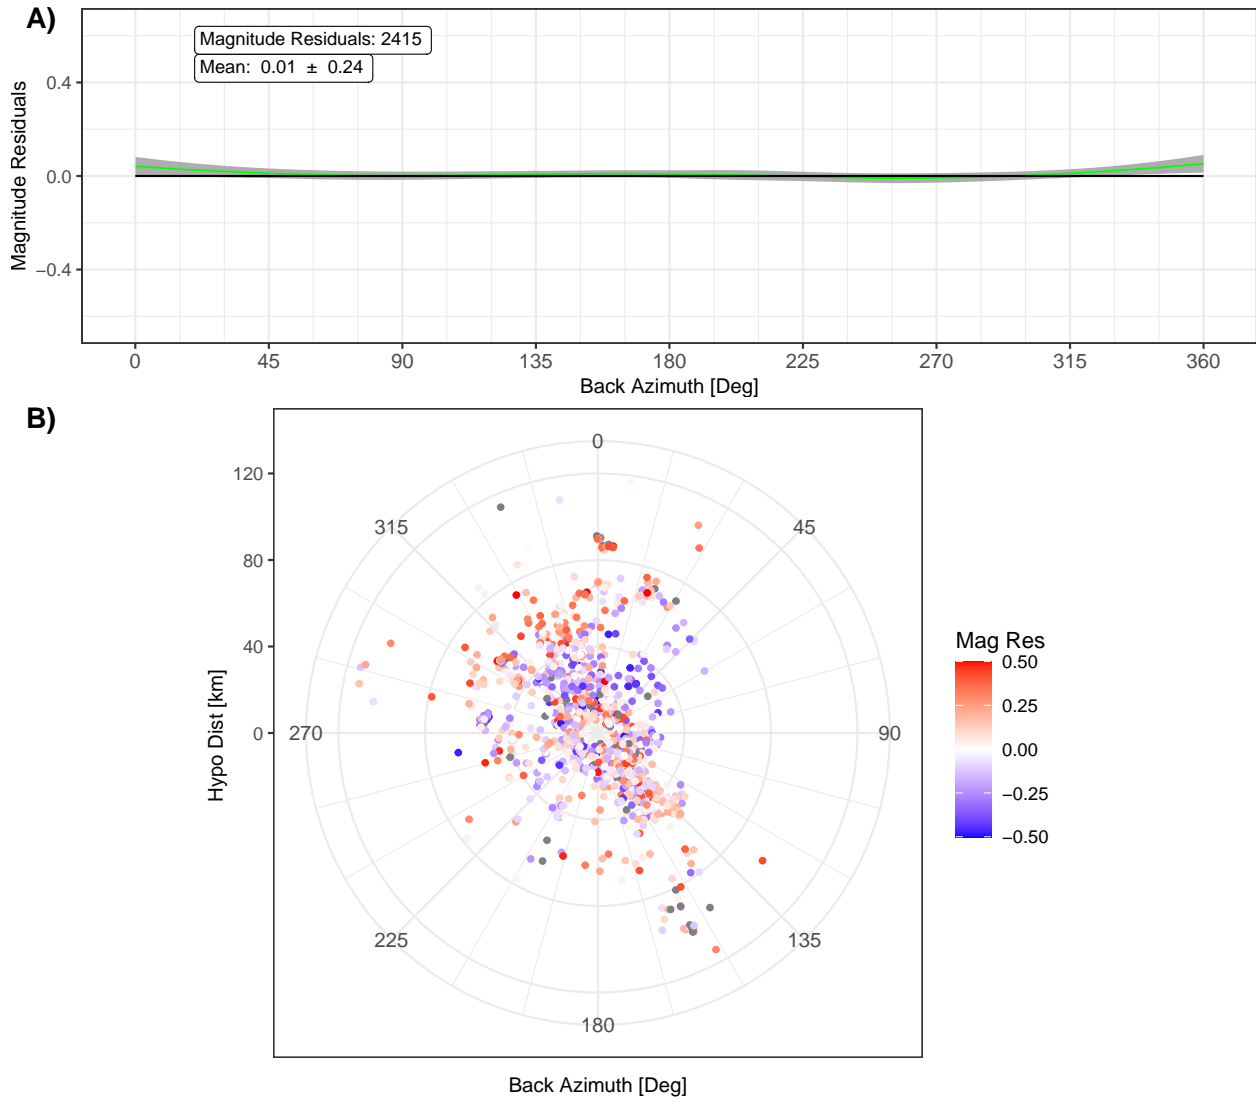 A)
Magnitude Residuals: 2415
Mean:  0.01  ±  0.24
Magnitude Residuals
0.4
0.0
−0.4
0 45 90 135 180 225 270 315 360
Back Azimuth [Deg]
B)
Hypo Dist [km]
120
80
40
0
0
45
90
135
180
225
270
315
Back Azimuth [Deg]
Mag Res
0.50
0.25
0.00
−0.25
−0.50